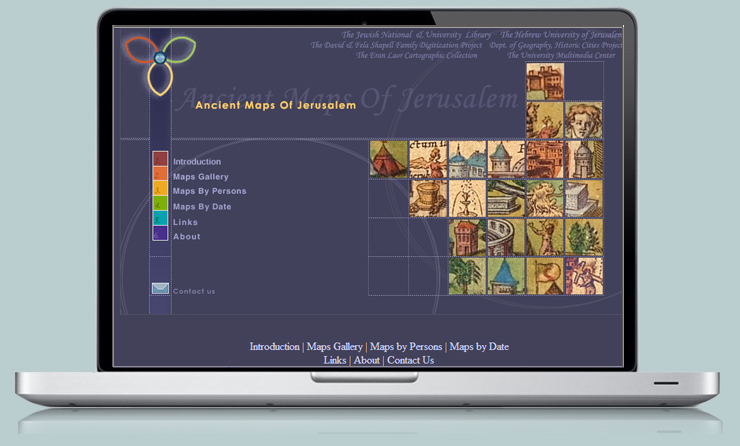 The Jewish National & University Library The Hebrew University of Jerusalem
The David & Fela Shapell Family Digitization Project Dept. of Geography, Historic Cities Project
The Eran Laor Cartographic Collection The University Multimedia Center
Ancient Maps Of Jerusalem
Ancient Maps Of Jerusalem
Introduction
Maps Gallery
Maps By Persons
Maps By Date
Links
About
Contact us
Introduction | Maps Gallery | Maps by Persons | Maps by Date
Links | About | Contact Us